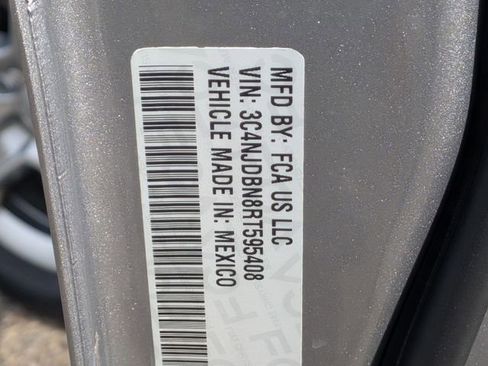 MFD BY: FCA US LLC
VIN: 3C4NJDBN8RT595408
VEHICLE MADE IN: MEXICO